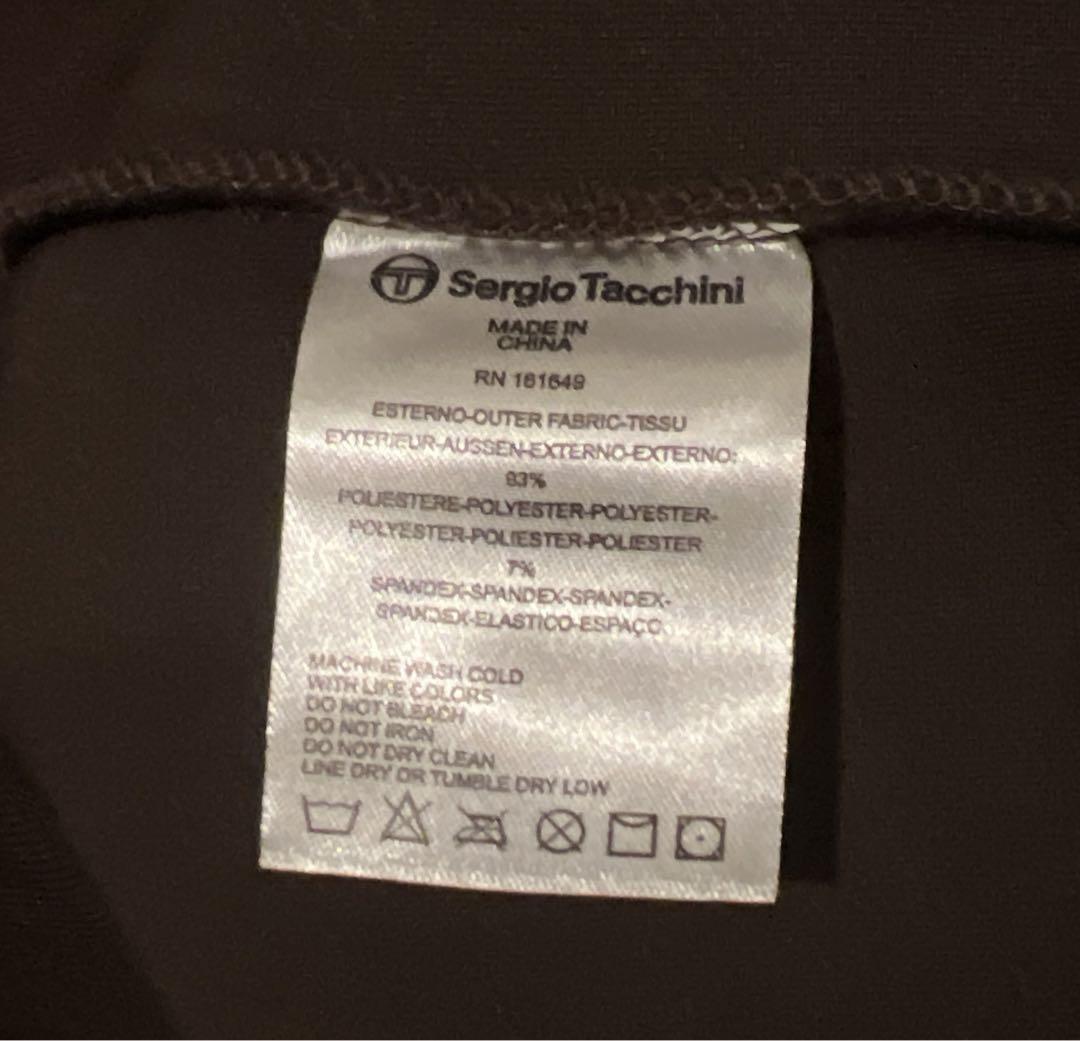 Sergio Tacchini
MADE IN
CHINA
RN 161649
ESTERNO-OUTER FABRIC-TISSU
EXTERIEUR-AUSSEN-EXTERNO-EXTERNO:
93%
POLIESTERE-POLYESTER-POLYESTER-
POLYESTER-POLIESTER-POLIESTER
7%
SPANDEX-SPANDEX-SPANDEX-
SPANDEX-ELASTICO-ESPAÇO
MACHINE WASH COLD
WITH LIKE COLORS
DO NOT BLEACH
DO NOT IRON
DO NOT DRY CLEAN
LINE DRY OR TUMBLE DRY LOW